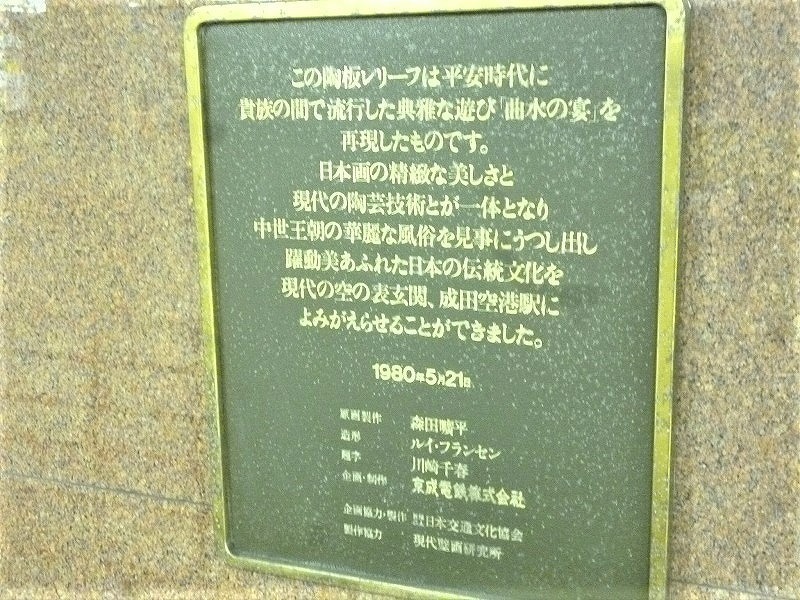 この陶板レリーフは平安時代に
貴族の間で流行した典雅な遊び「曲水の宴」を
再現したものです。
日本画の精緻な美しさと
現代の陶芸技術とが一体となり
中世王朝の華麗な風俗を見事にうつし出し
躍動美あふれた日本の伝統文化を
現代の空の表玄関、成田空港駅に
よみがえらせることができました。
1980年5月21日
原画製作 森田曠平
造形 ルイ・フランセン
題字 川崎千春
企画・制作 京成電鉄株式会社
企画協力・製作 日本交通文化協会
製作協力 現代壁画研究所